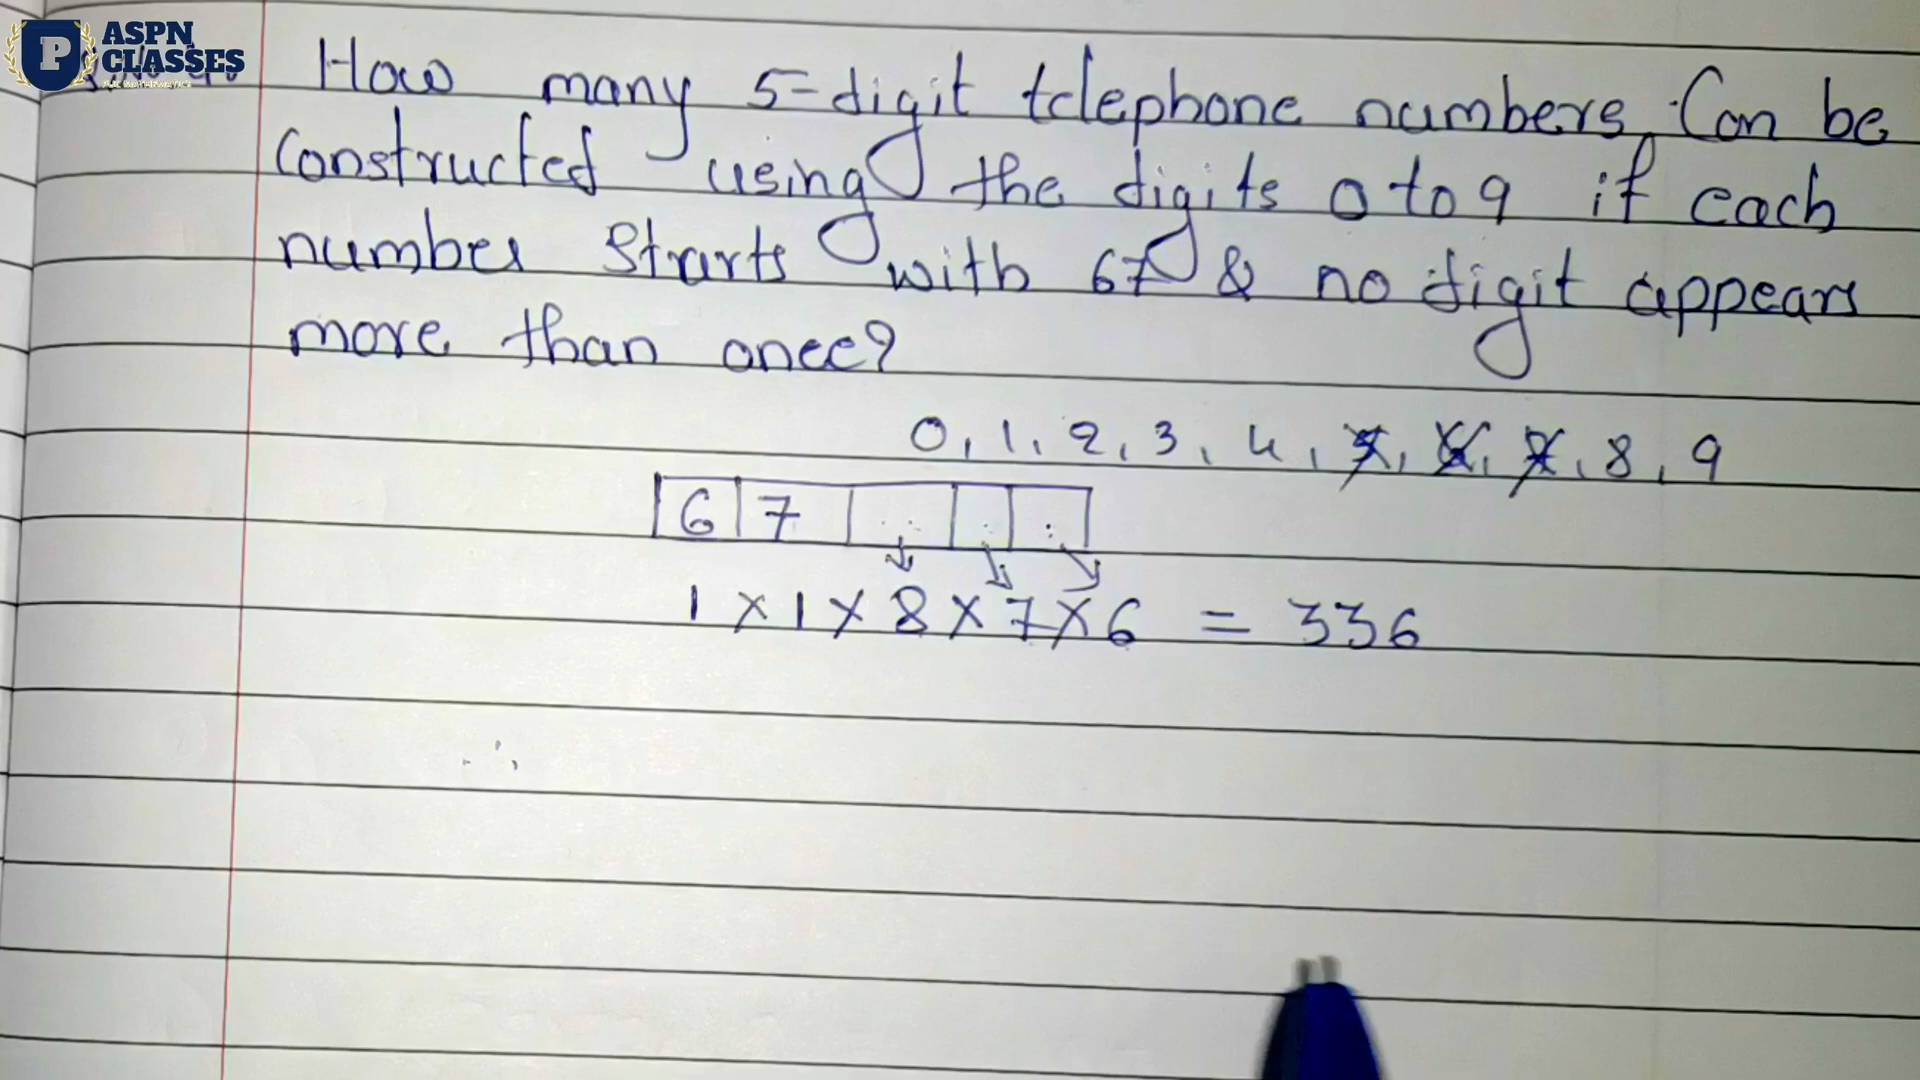 ASPN
CLASSES
How many 5-digit telephone numbers Can be
Constructed using the digits 0 to 9 if each
number Starts with 67 & no digit appears
more than once?
0, 1, 2, 3, 4, 5, 6, 7, 8, 9
6 7
1 X 1 X 8 X 7 X 6 = 336